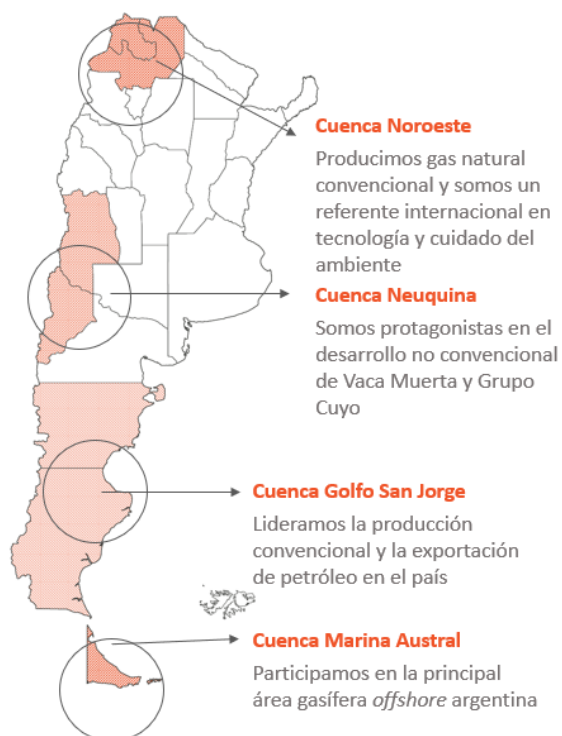 Cuenca Noroeste
Producimos gas natural
convencional y somos un
referente internacional en
tecnología y cuidado del
ambiente
Cuenca Neuquina
Somos protagonistas en el
desarrollo no convencional
de Vaca Muerta y Grupo
Cuyo
Cuenca Golfo San Jorge
Lideramos la producción
convencional y la exportación
de petróleo en el país
Cuenca Marina Austral
Participamos en la principal
área gasífera offshore argentina